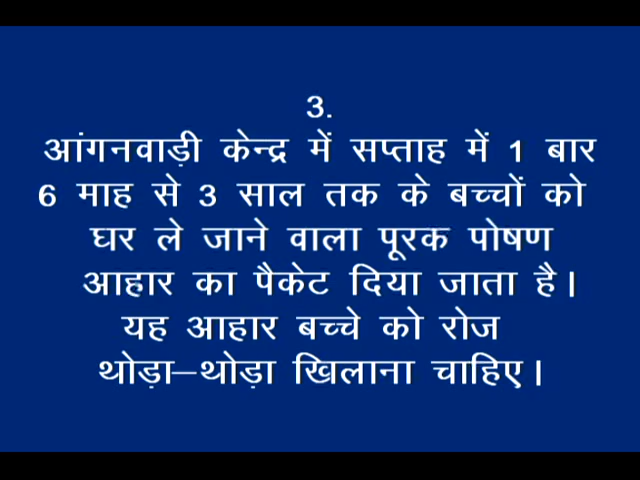 3.
आंगनवाड़ी केन्द्र में सप्ताह में 1 बार
6 माह से 3 साल तक के बच्चों को
घर ले जाने वाला पूरक पोषण
आहार का पैकेट दिया जाता है।
यह आहार बच्चे को रोज
थोड़ा–थोड़ा खिलाना चाहिए।